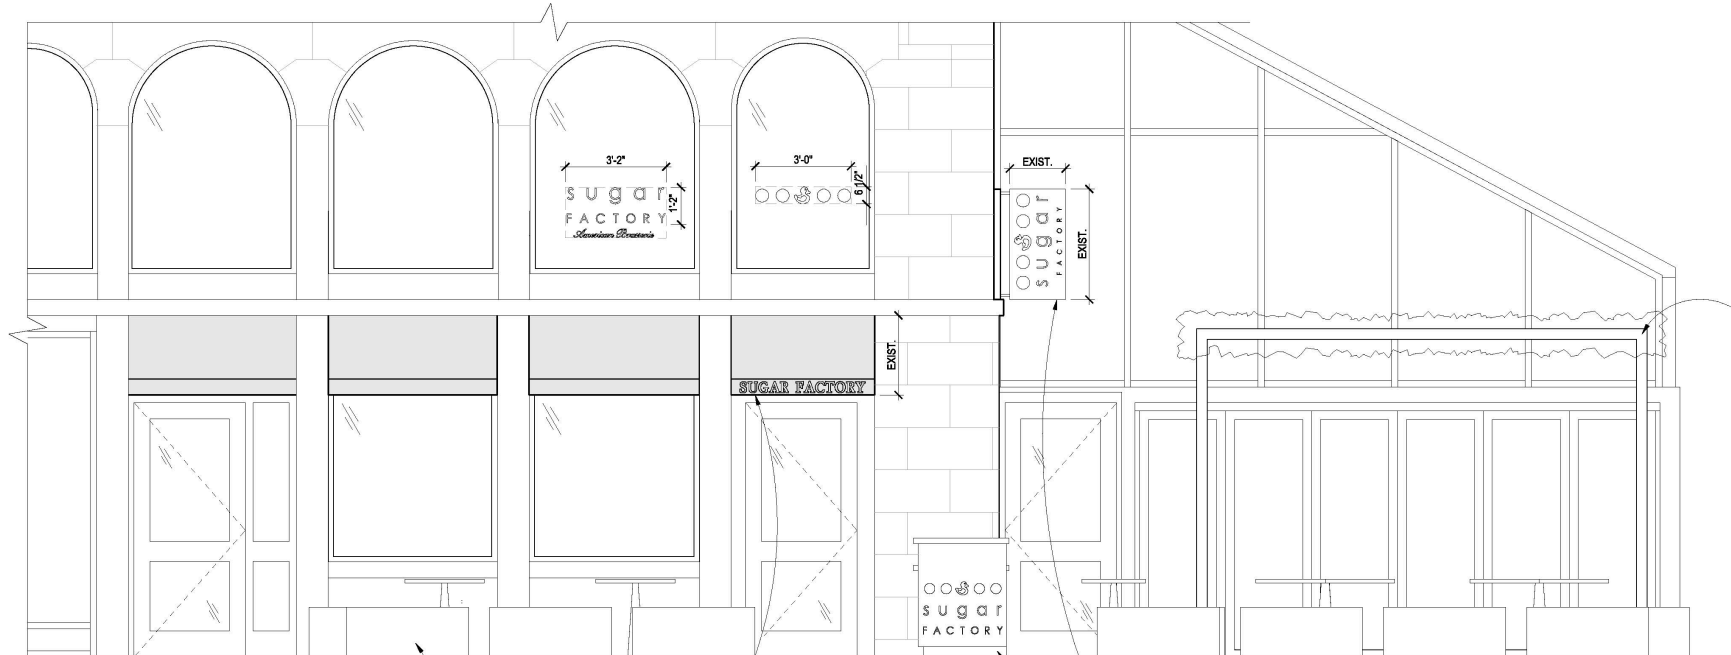 3'-2"
sugar
FACTORY
American Brasserie
1'-2"
3'-0"
6 1/2"
EXIST.
sugar
FACTORY
EXIST.
EXIST.
SUGAR FACTORY
sugar
FACTORY